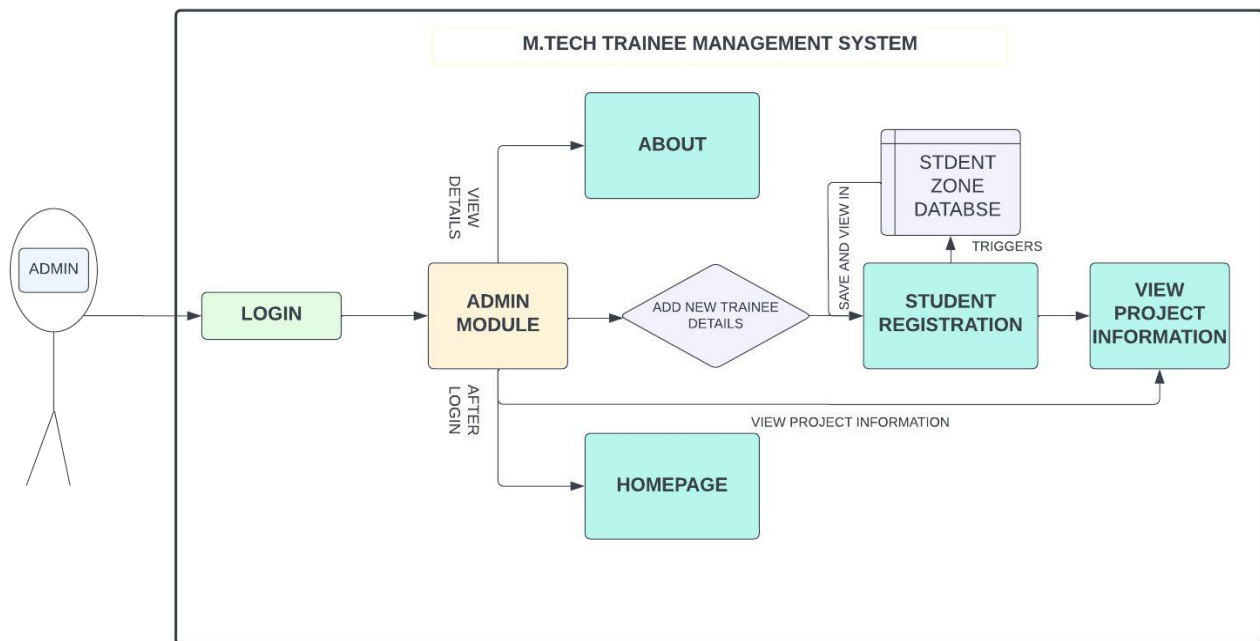 M.TECH TRAINEE MANAGEMENT SYSTEM
ABOUT
STDENT
ZONE
DATABSE
VIEW
DETAILS
SAVE AND VIEW IN
TRIGGERS
ADMIN
LOGIN
ADMIN
MODULE
ADD NEW TRAINEE
DETAILS
STUDENT
REGISTRATION
VIEW
PROJECT
INFORMATION
AFTER
LOGIN
VIEW PROJECT INFORMATION
HOMEPAGE